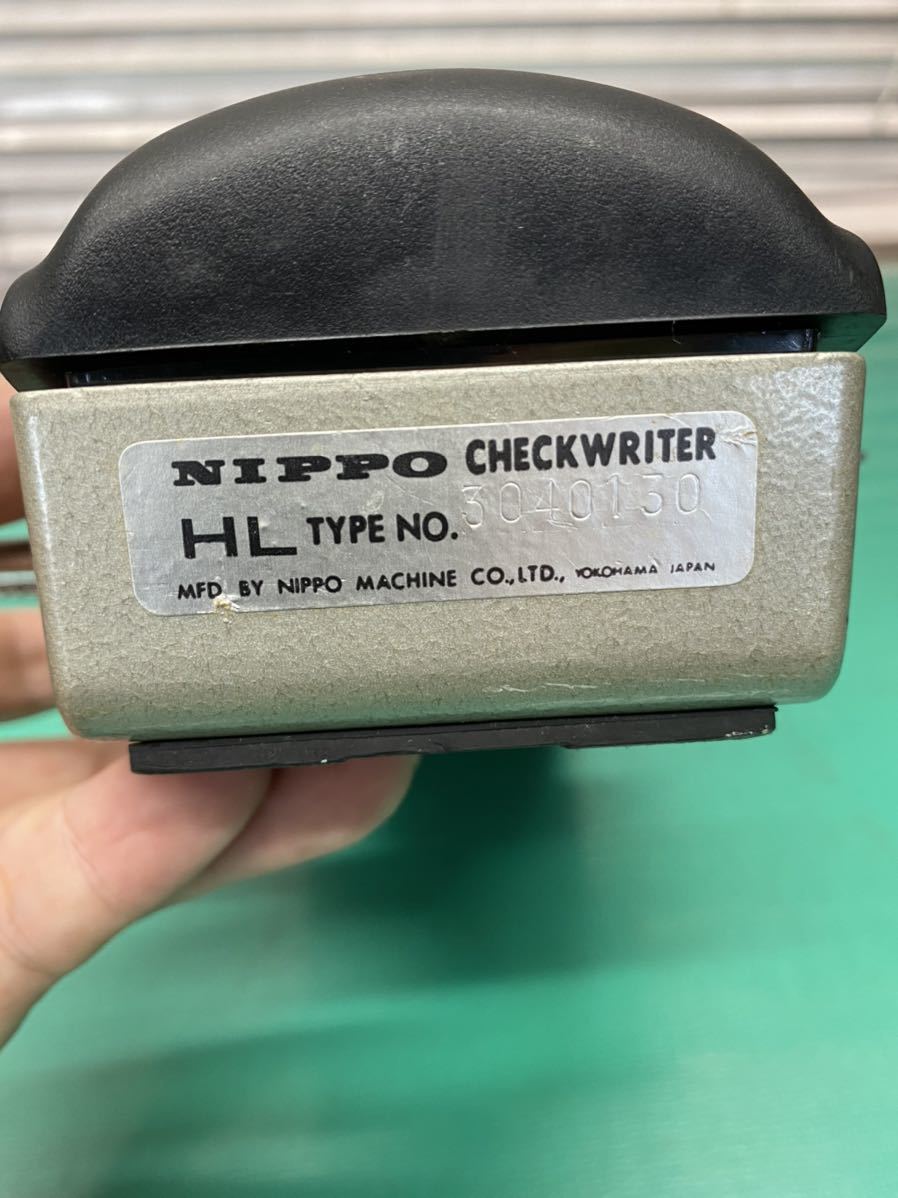 NIPPO CHECKWRITER
HL TYPE NO. 3040130
MFD. BY NIPPO MACHINE CO.,LTD., YOKOHAMA JAPAN